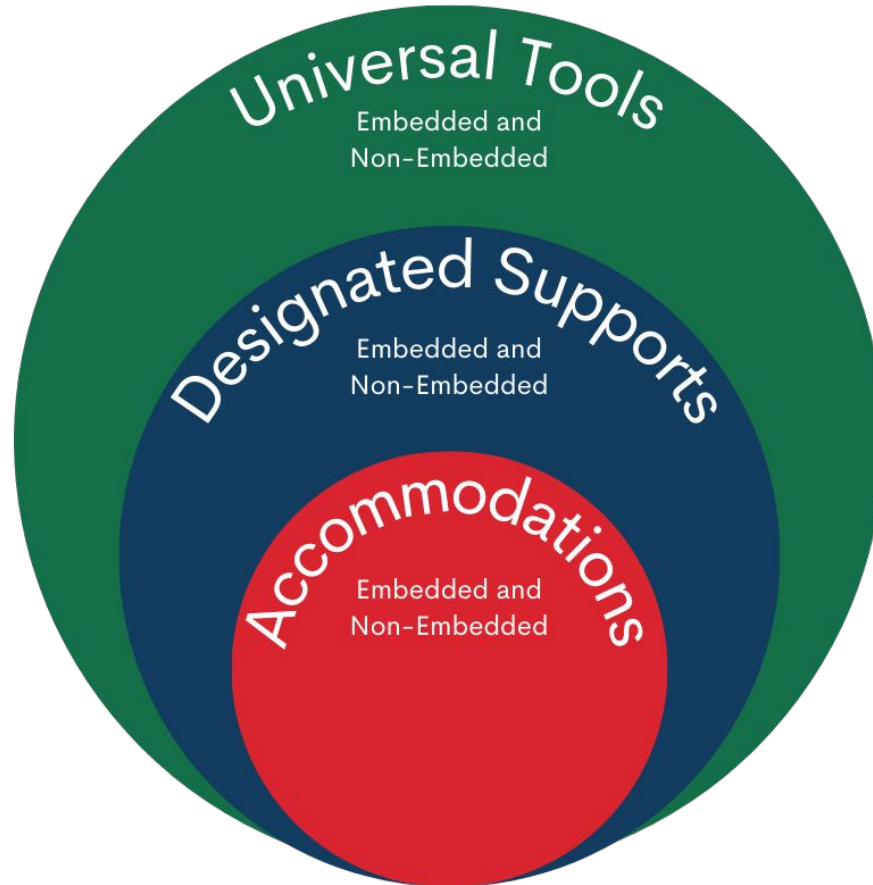 Universal Tools
Embedded and
Non-Embedded
Designated Supports
Embedded and
Non-Embedded
Accommodations
Embedded and
Non-Embedded